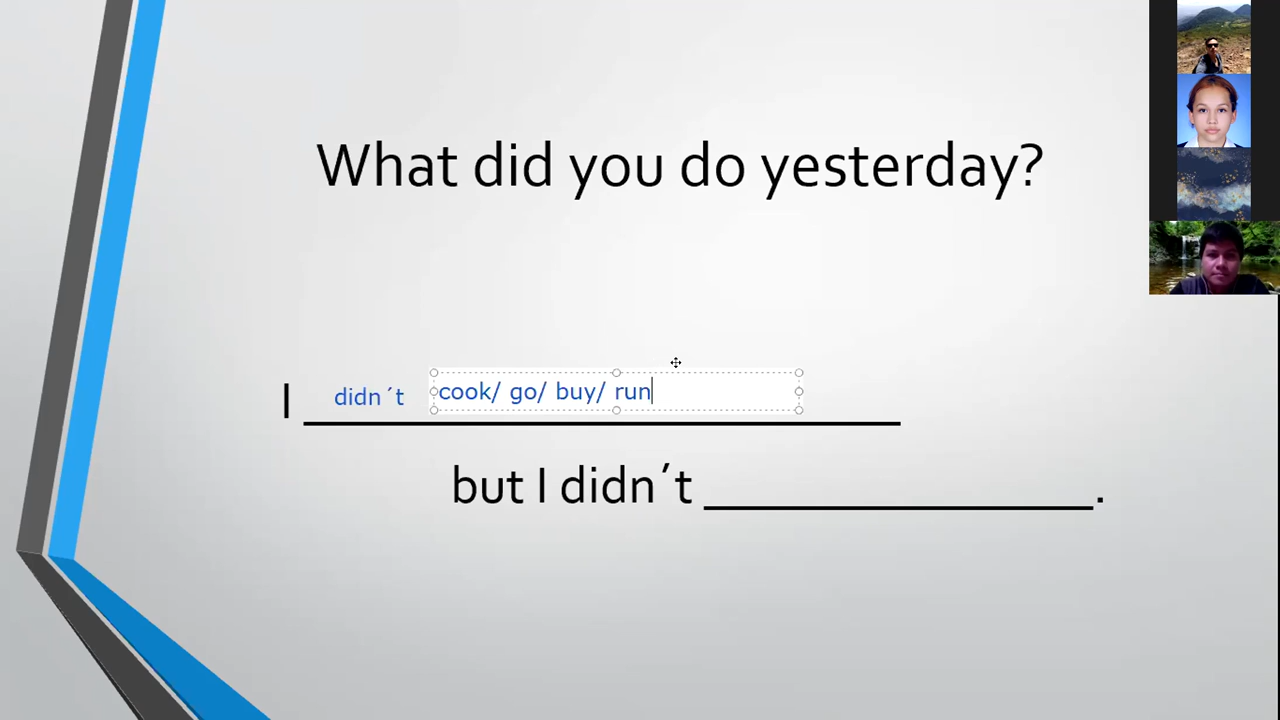 What did you do yesterday?
I didn´t cook/ go/ buy/ run
but I didn´t ________________.